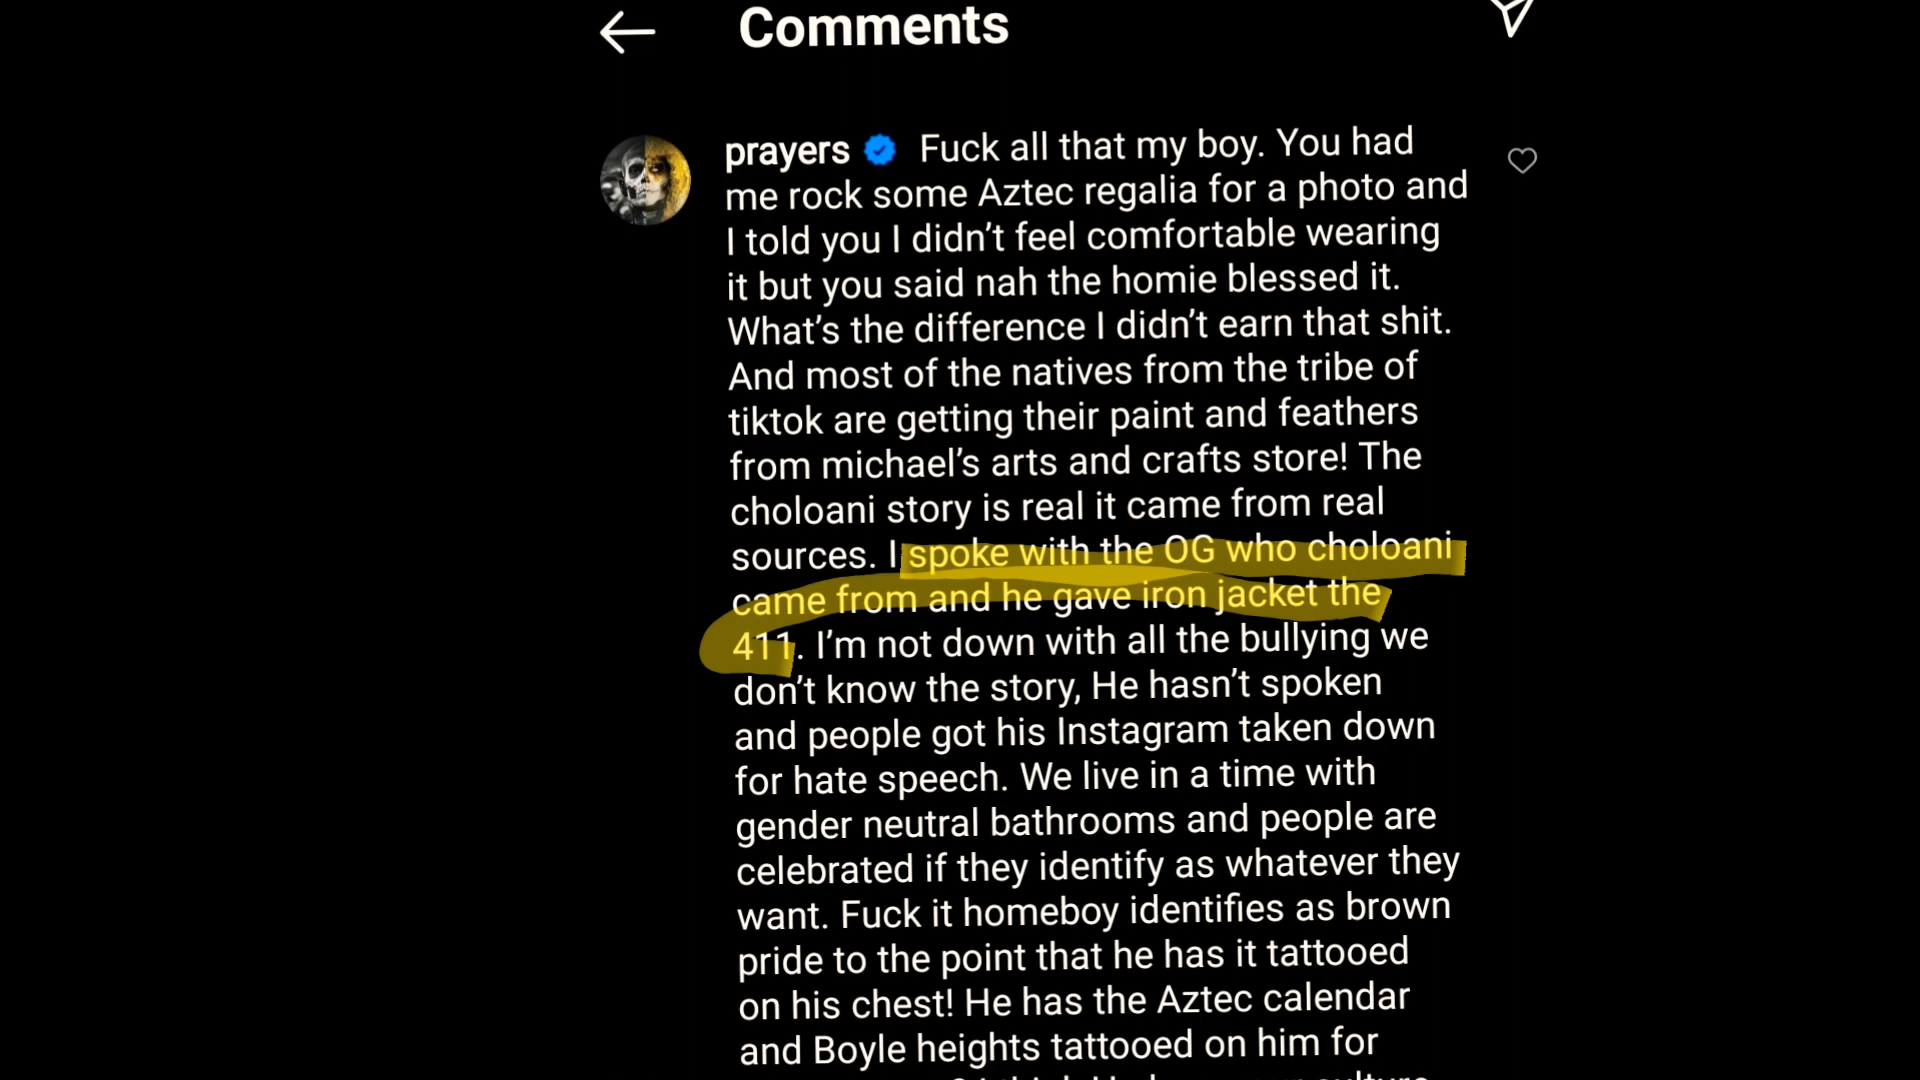 Comments
prayers Fuck all that my boy. You had
me rock some Aztec regalia for a photo and
I told you I didn’t feel comfortable wearing
it but you said nah the homie blessed it.
What’s the difference I didn’t earn that shit.
And most of the natives from the tribe of
tiktok are getting their paint and feathers
from michael’s arts and crafts store! The
choloani story is real it came from real
sources. I spoke with the OG who choloani
came from and he gave iron jacket the
411. I’m not down with all the bullying we
don’t know the story, He hasn’t spoken
and people got his Instagram taken down
for hate speech. We live in a time with
gender neutral bathrooms and people are
celebrated if they identify as whatever they
want. Fuck it homeboy identifies as brown
pride to the point that he has it tattooed
on his chest! He has the Aztec calendar
and Boyle heights tattooed on him for